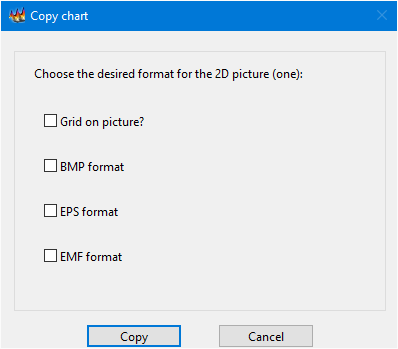 Copy chart
Choose the desired format for the 2D picture (one):
Grid on picture?
BMP format
EPS format
EMF format
Copy Cancel